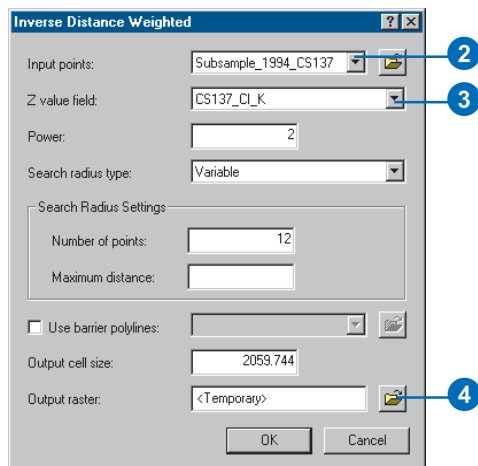 Inverse Distance Weighted
Input points: Subsample_1994_CS137 2
Z value field: CS137_CI_K 3
Power: 2
Search radius type: Variable
Search Radius Settings
Number of points: 12
Maximum distance:
Use barrier polylines:
Output cell size: 2059.744
Output raster: <Temporary> 4
OK Cancel